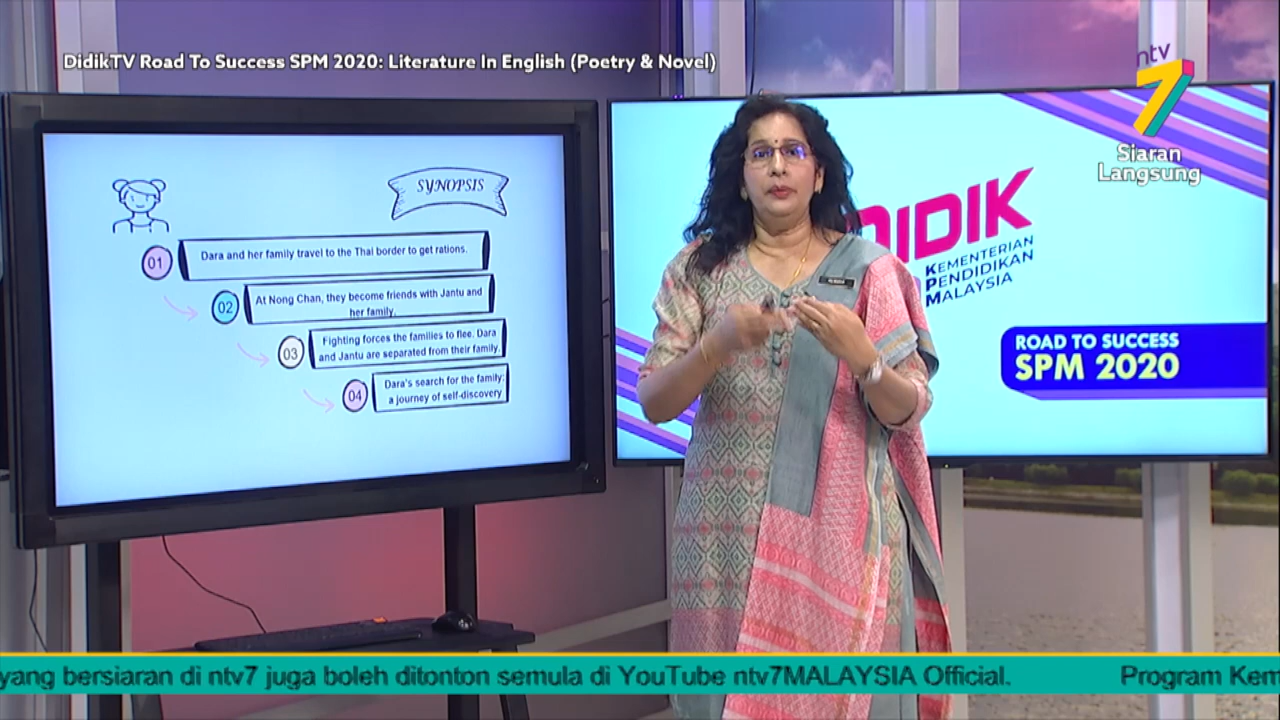 DidikTV Road To Success SPM 2020: Literature In English (Poetry & Novel)
ntv
7
Siaran
Langsung
SYNOPSIS
01
Dara and her family travel to the Thai border to get rations.
02
At Nong Chan, they become friends with Jantu and
her family.
03
Fighting forces the families to flee. Dara
and Jantu are separated from their family.
04
Dara's search for the family:
a journey of self-discovery
DIDIK
KEMENTERIAN
PENDIDIKAN
MALAYSIA
ROAD TO SUCCESS
SPM 2020
yang bersiaran di ntv7 juga boleh ditonton semula di YouTube ntv7MALAYSIA Official.
Program Kem